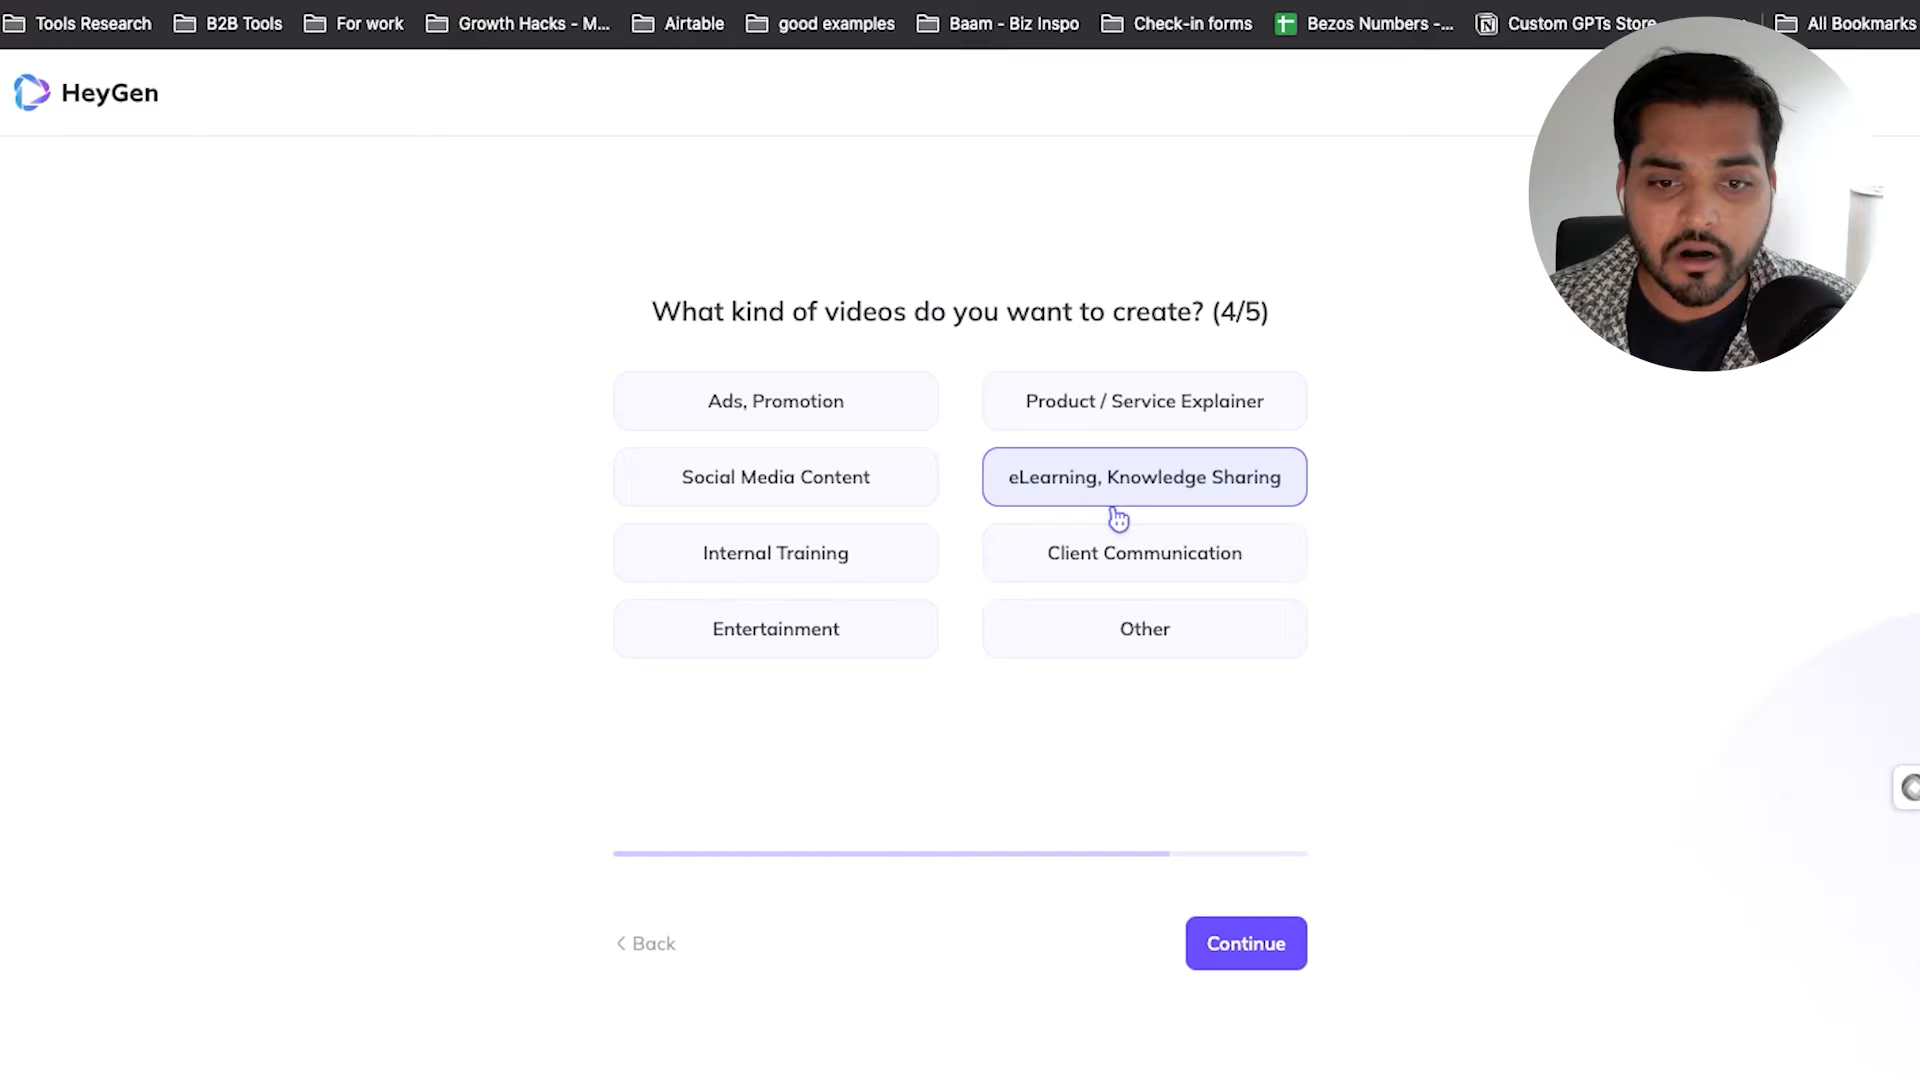 Tools Research B2B Tools For work Growth Hacks - M... Airtable good examples Baam - Biz Inspo Check-in forms Bezos Numbers -... Custom GPTs Store All Bookmarks
HeyGen
What kind of videos do you want to create? (4/5)
Ads, Promotion Product / Service Explainer
Social Media Content eLearning, Knowledge Sharing
Internal Training Client Communication
Entertainment Other
Back Continue